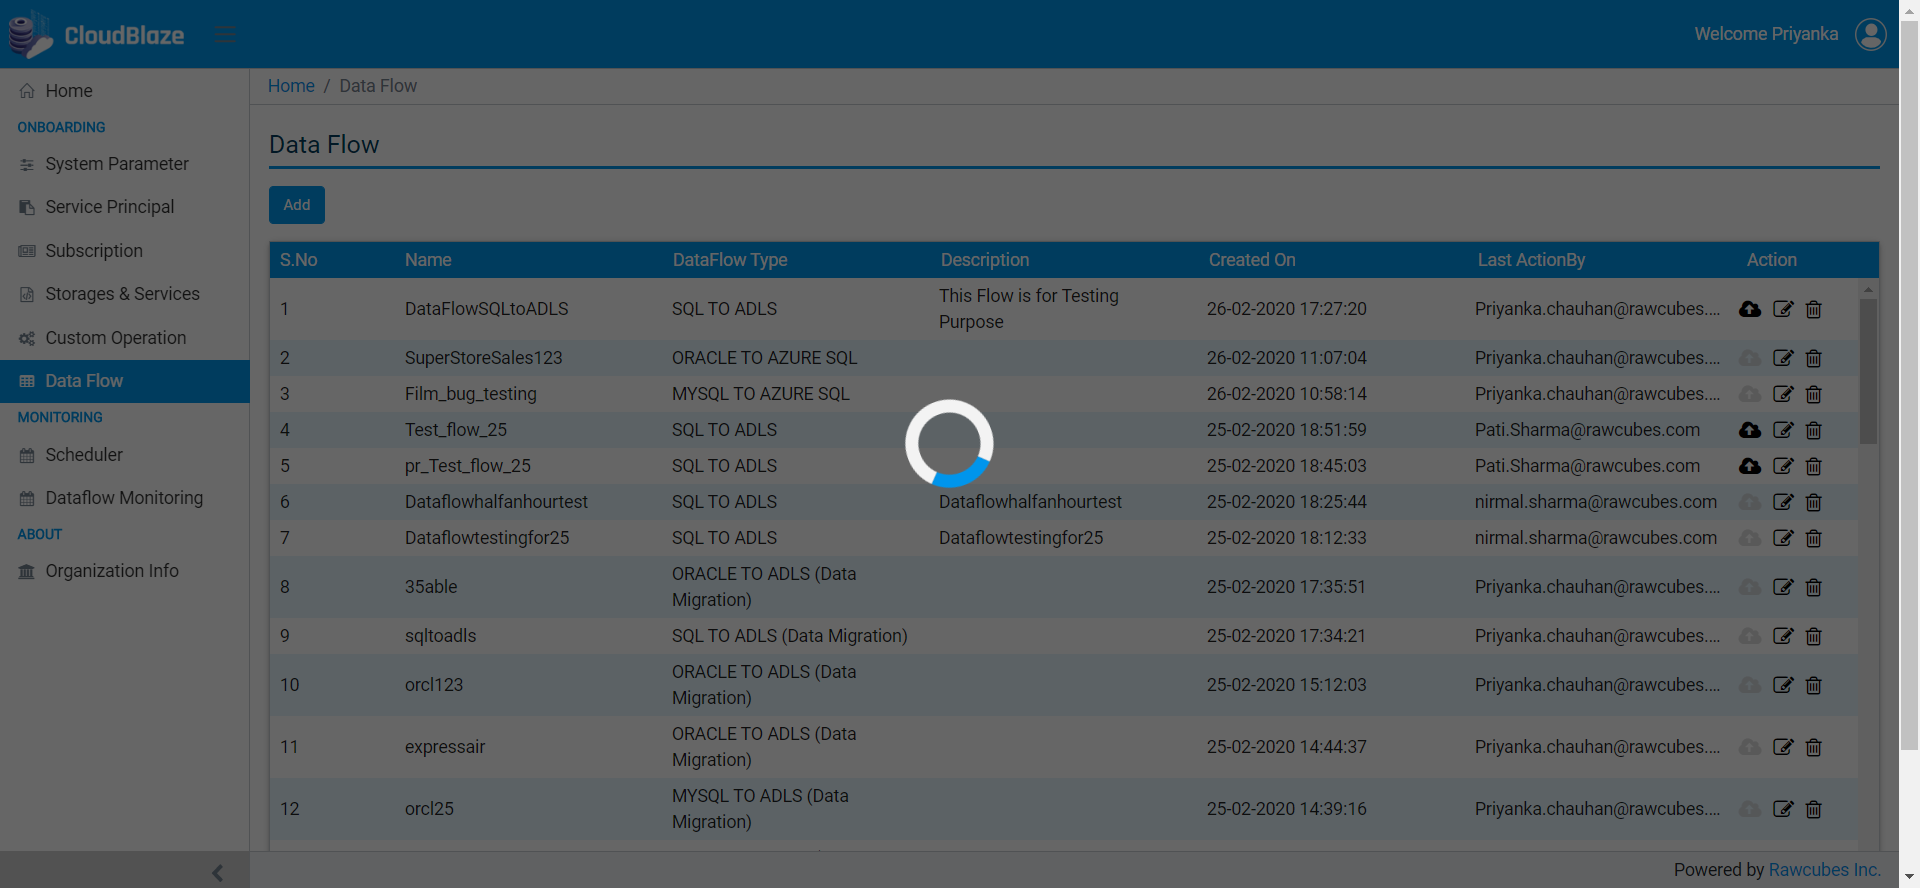 CloudBlaze
Welcome Priyanka
Home
ONBOARDING
System Parameter
Service Principal
Subscription
Storages & Services
Custom Operation
Data Flow
MONITORING
Scheduler
Dataflow Monitoring
ABOUT
Organization Info
Home / Data Flow
Data Flow
Add
S.No Name DataFlow Type Description Created On Last ActionBy Action
1 DataFlowSQLtoADLS SQL TO ADLS This Flow is for Testing
Purpose 26-02-2020 17:27:20 Priyanka.chauhan@rawcubes....
2 SuperStoreSales123 ORACLE TO AZURE SQL 26-02-2020 11:07:04 Priyanka.chauhan@rawcubes....
3 Film_bug_testing MYSQL TO AZURE SQL 26-02-2020 10:58:14 Priyanka.chauhan@rawcubes....
4 Test_flow_25 SQL TO ADLS 25-02-2020 18:51:59 Pati.Sharma@rawcubes.com
5 pr_Test_flow_25 SQL TO ADLS 25-02-2020 18:45:03 Pati.Sharma@rawcubes.com
6 Dataflowhalfanhourtest SQL TO ADLS Dataflowhalfanhourtest 25-02-2020 18:25:44 nirmal.sharma@rawcubes.com
7 Dataflowtestingfor25 SQL TO ADLS Dataflowtestingfor25 25-02-2020 18:12:33 nirmal.sharma@rawcubes.com
8 35able ORACLE TO ADLS (Data
Migration) 25-02-2020 17:35:51 Priyanka.chauhan@rawcubes....
9 sqltoadls SQL TO ADLS (Data Migration) 25-02-2020 17:34:21 Priyanka.chauhan@rawcubes....
10 orcl123 ORACLE TO ADLS (Data
Migration) 25-02-2020 15:12:03 Priyanka.chauhan@rawcubes....
11 expressair ORACLE TO ADLS (Data
Migration) 25-02-2020 14:44:37 Priyanka.chauhan@rawcubes....
12 orcl25 MYSQL TO ADLS (Data
Migration) 25-02-2020 14:39:16 Priyanka.chauhan@rawcubes....
Powered by Rawcubes Inc.